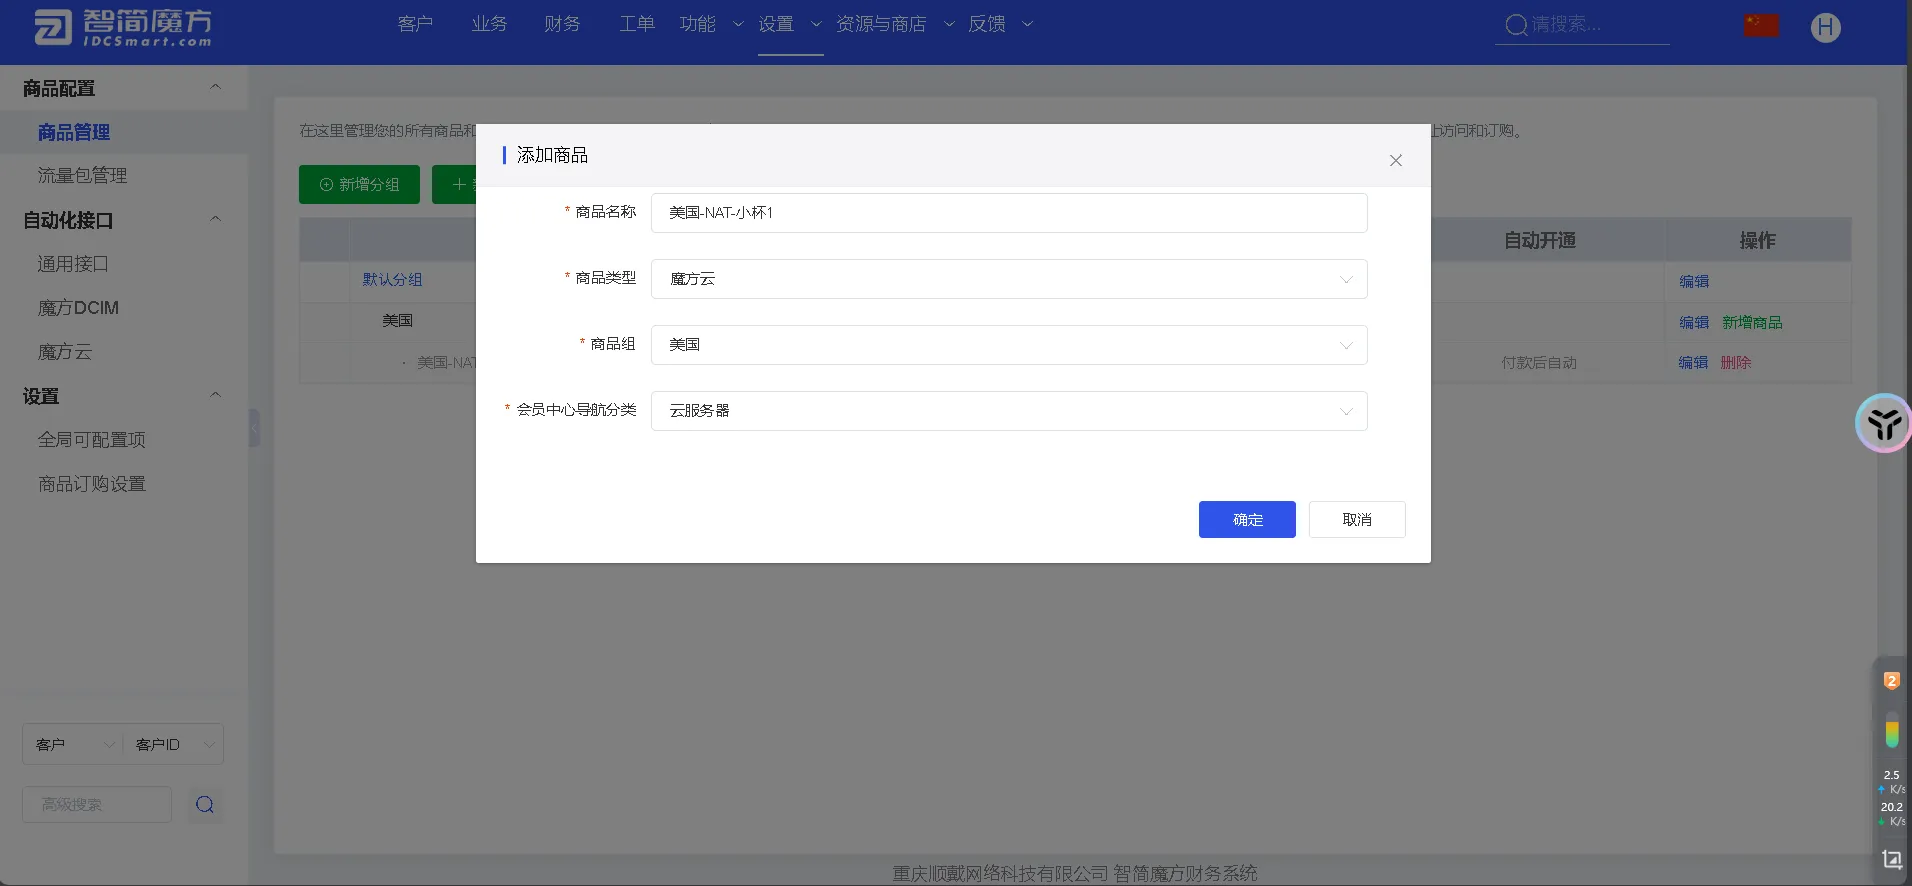 智简魔方
IDCSmart.com
客户 业务 财务 工单 功能 设置 资源与商店 反馈
请搜索...
H
商品配置
商品管理
流量包管理
自动化接口
通用接口
魔方DCIM
魔方云
设置
全局可配置项
商品订购设置
客户 客户ID
高级搜索
在这里管理您的所有商品和
止访问和订购。
新增分组
自动开通 操作
默认分组 编辑
美国 编辑 新增商品
· 美国-NAT 付款后自动 编辑 删除
添加商品
* 商品名称 美国-NAT-小杯1
* 商品类型 魔方云
* 商品组 美国
* 会员中心导航分类 云服务器
确定 取消
2
2.5
K/s
20.2
K/s
重庆顺戴网络科技有限公司 智简魔方财务系统